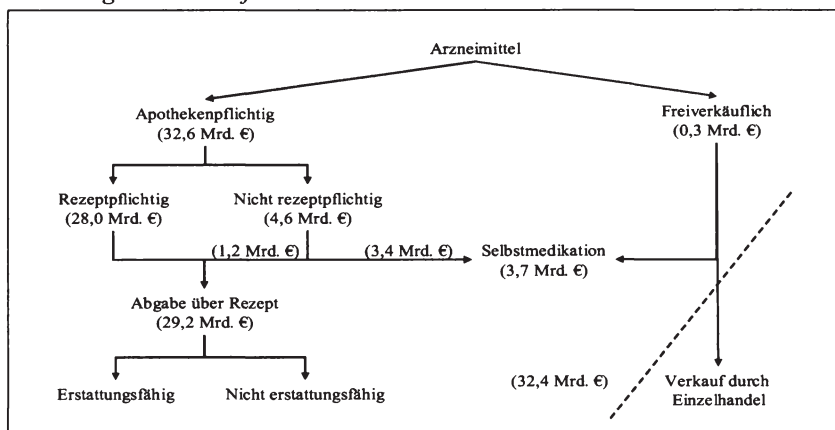 Arzneimittel
Apothekenpflichtig
(32,6 Mrd. €)
Freiverkäuflich
(0,3 Mrd. €)
Rezeptpflichtig
(28,0 Mrd. €)
Nicht rezeptpflichtig
(4,6 Mrd. €)
(1,2 Mrd. €)
(3,4 Mrd. €)
Selbstmedikation
(3,7 Mrd. €)
Abgabe über Rezept
(29,2 Mrd. €)
Erstattungsfähig
Nicht erstattungsfähig
(32,4 Mrd. €)
Verkauf durch
Einzelhandel